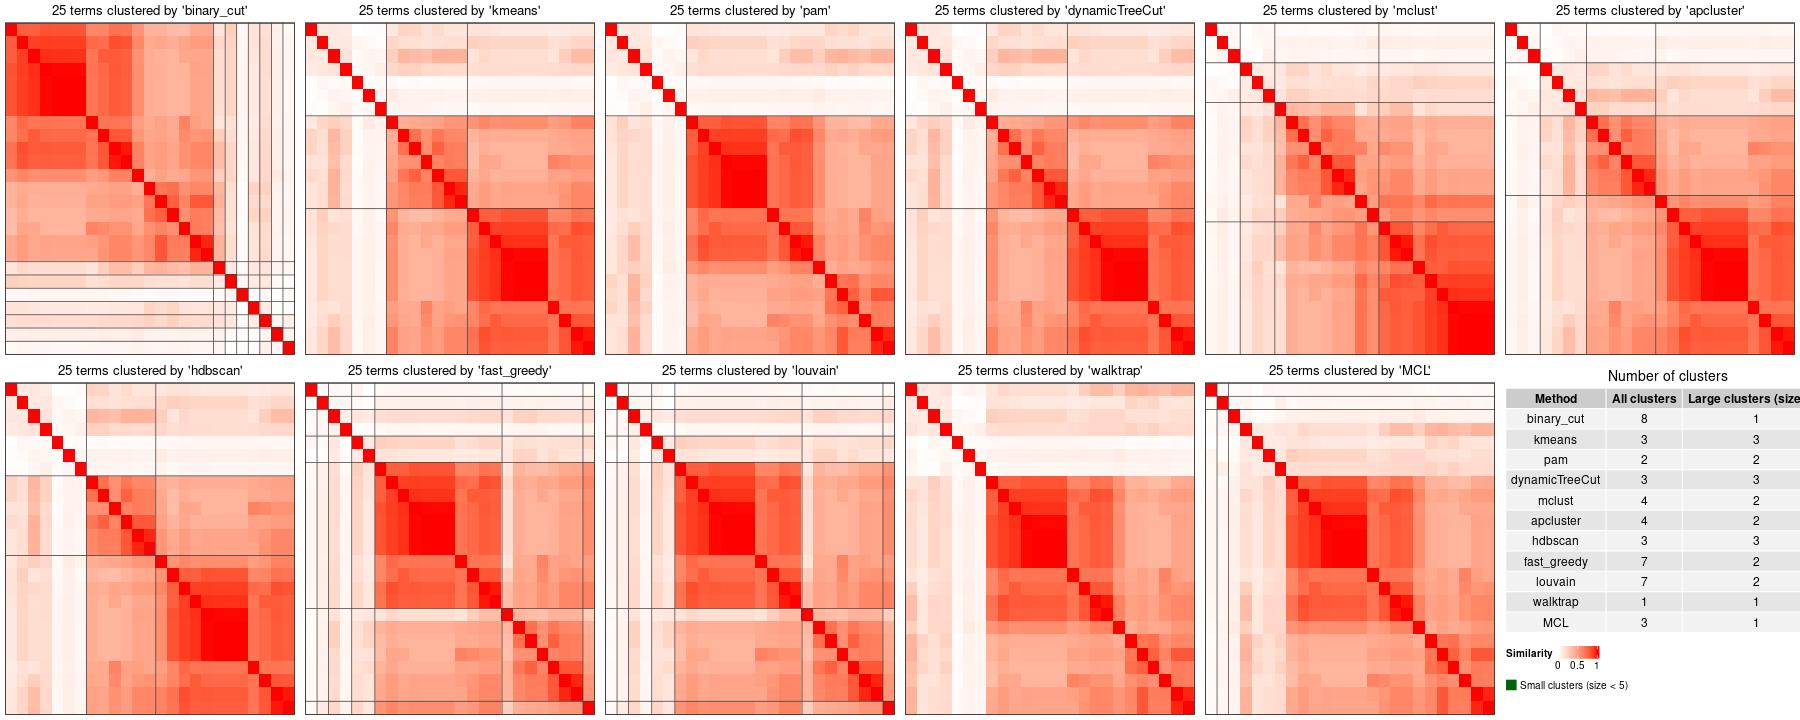 25 terms clustered by 'binary_cut'
25 terms clustered by 'kmeans'
25 terms clustered by 'pam'
25 terms clustered by 'dynamicTreeCut'
25 terms clustered by 'mclust'
25 terms clustered by 'apcluster'
25 terms clustered by 'hdbscan'
25 terms clustered by 'fast_greedy'
25 terms clustered by 'louvain'
25 terms clustered by 'walktrap'
25 terms clustered by 'MCL'
Number of clusters
Method All clusters Large clusters (size
binary_cut 8 1
kmeans 3 3
pam 2 2
dynamicTreeCut 3 3
mclust 4 2
apcluster 4 2
hdbscan 3 3
fast_greedy 7 2
louvain 7 2
walktrap 1 1
MCL 3 1
Similarity
0 0.5 1
Small clusters (size < 5)